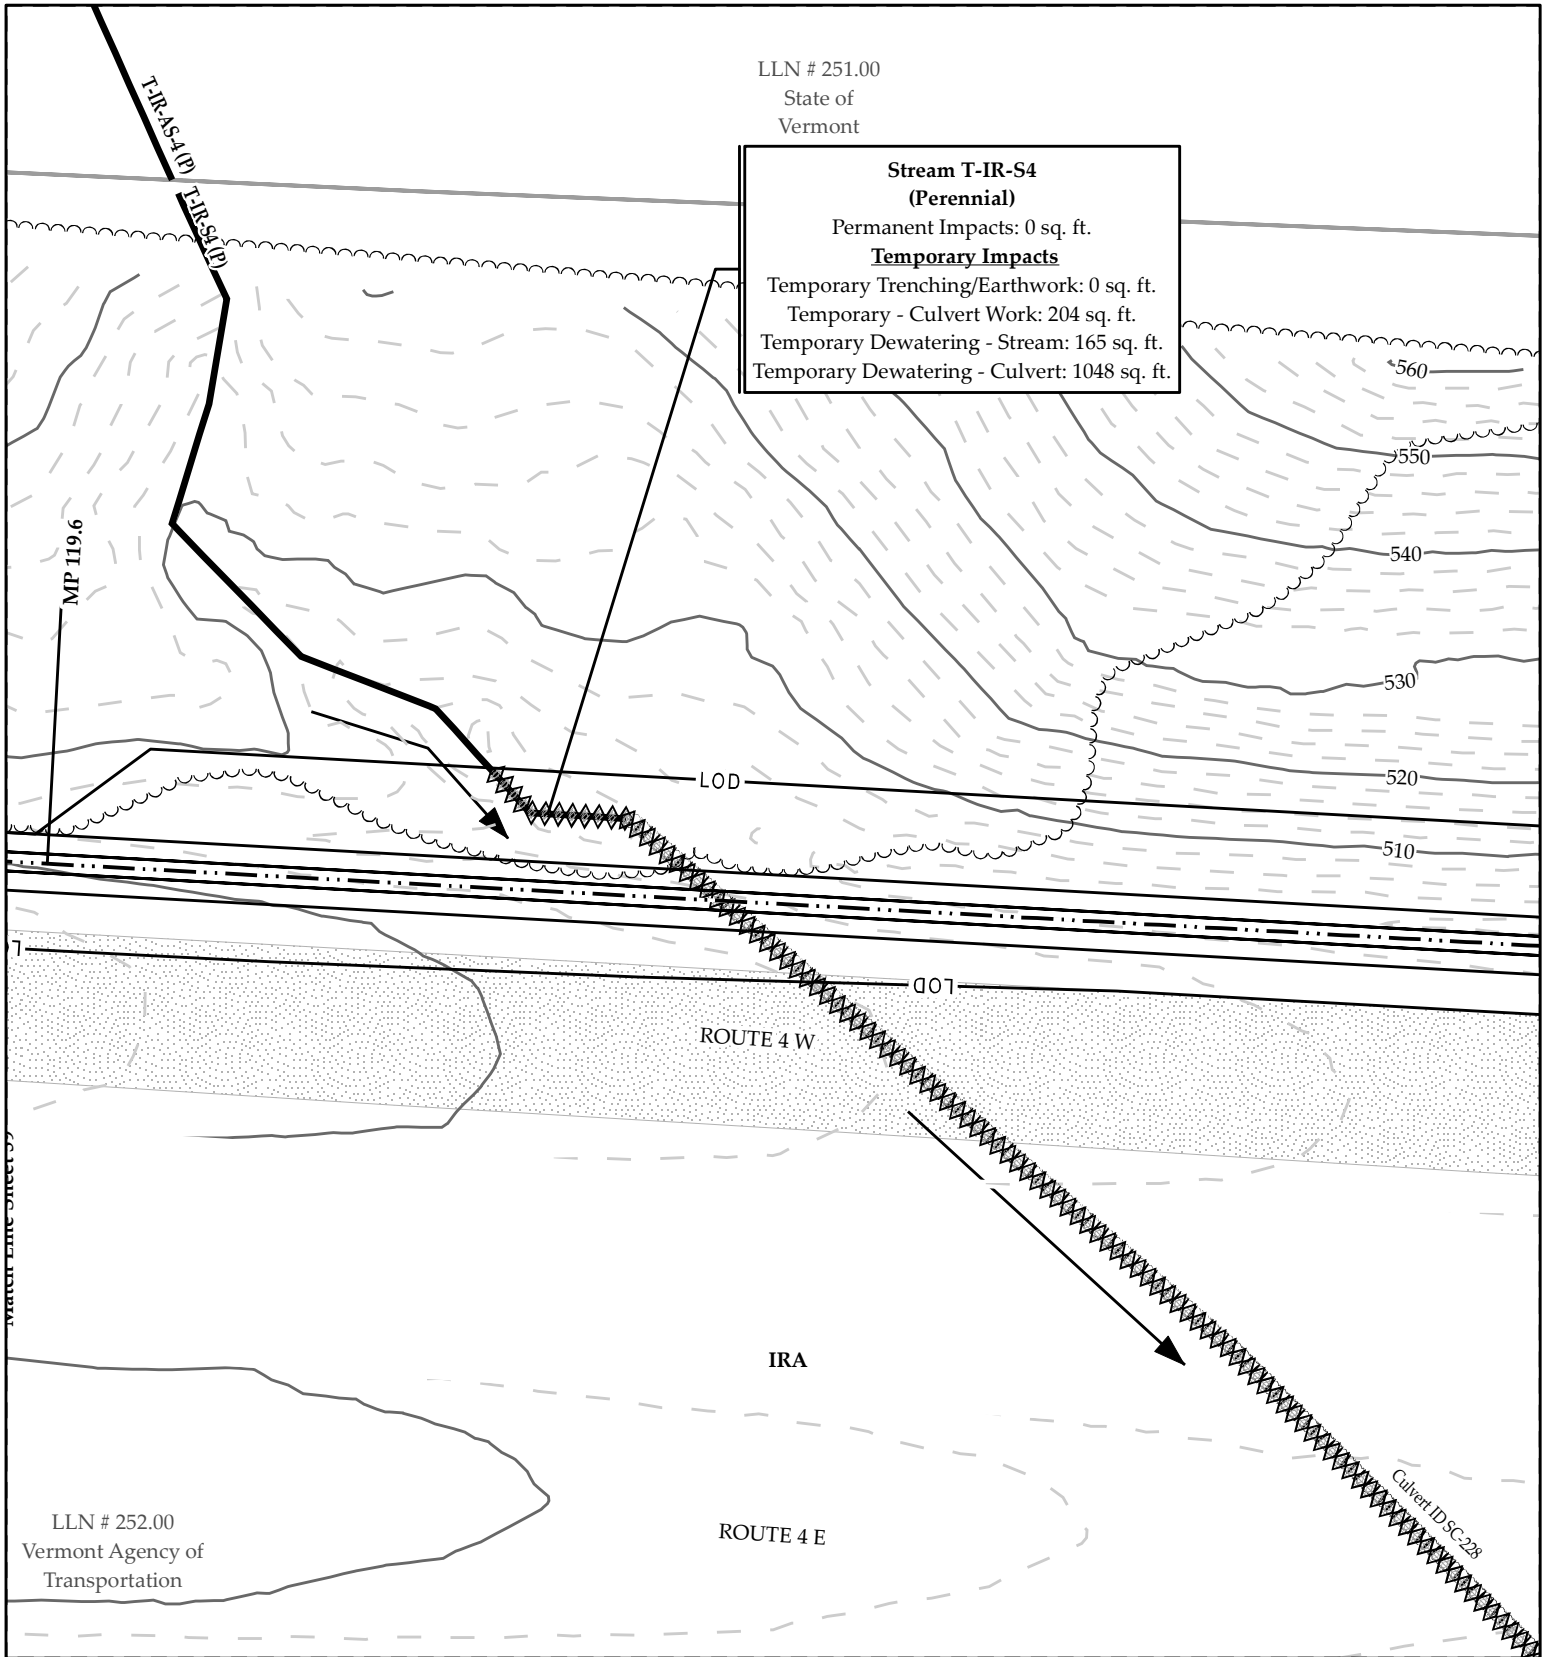 T-IR-AS-4 (P)
T-IR-S4 (P)
LLN # 251.00
State of
Vermont
Stream T-IR-S4
(Perennial)
Permanent Impacts: 0 sq. ft.
Temporary Impacts
Temporary Trenching/Earthwork: 0 sq. ft.
Temporary - Culvert Work: 204 sq. ft.
Temporary Dewatering - Stream: 165 sq. ft.
Temporary Dewatering - Culvert: 1048 sq. ft.
560
550
540
530
520
510
MP 119.6
LOD
LOD
ROUTE 4 W
Match Line Sheet
IRA
ROUTE 4 E
Culvert ID SC-228
LLN # 252.00
Vermont Agency of
Transportation